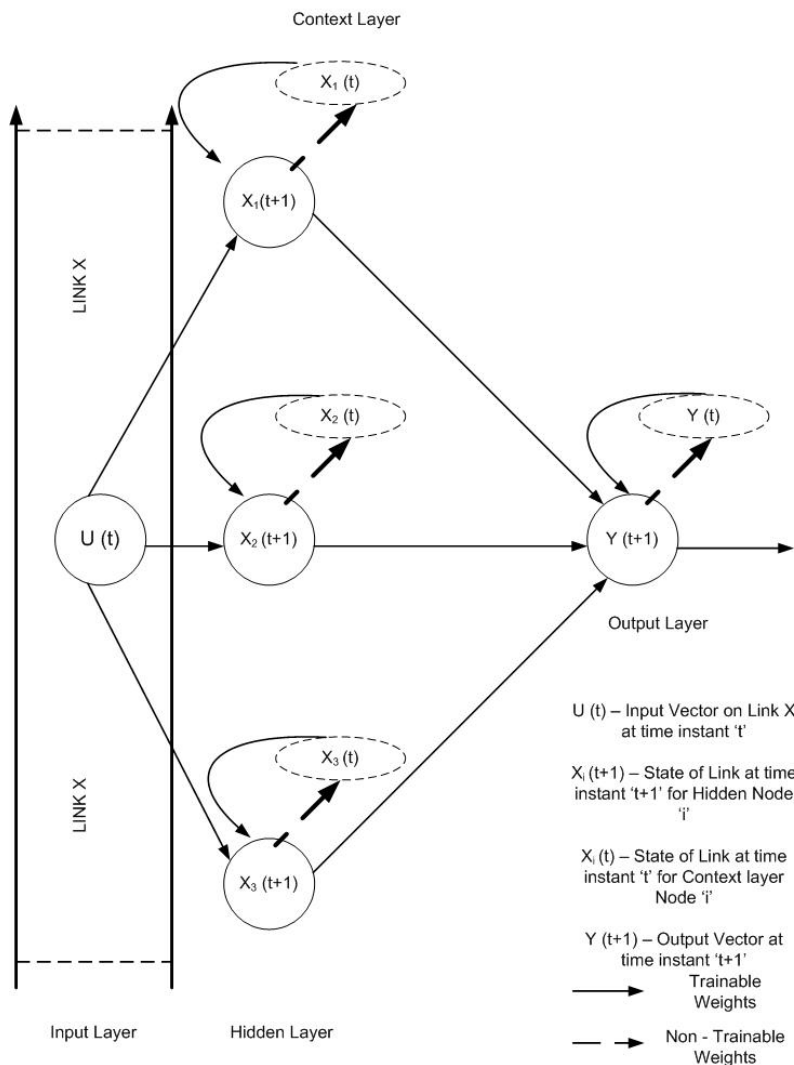 Context Layer
X₁ (t)
X₁(t+1)
LINK X
X₂ (t)
Y (t)
U (t)
X₂ (t+1)
Y (t+1)
Output Layer
LINK X
X₃ (t)
X₃ (t+1)
U (t) – Input Vector on Link X
at time instant ‘t’
Xᵢ (t+1) – State of Link at time
instant ‘t+1’ for Hidden Node
‘i’
Xᵢ (t) – State of Link at time
instant ‘t’ for Context layer
Node ‘i’
Y (t+1) – Output Vector at
time instant ‘t+1’
Trainable
Weights
Non - Trainable
Weights
Input Layer
Hidden Layer